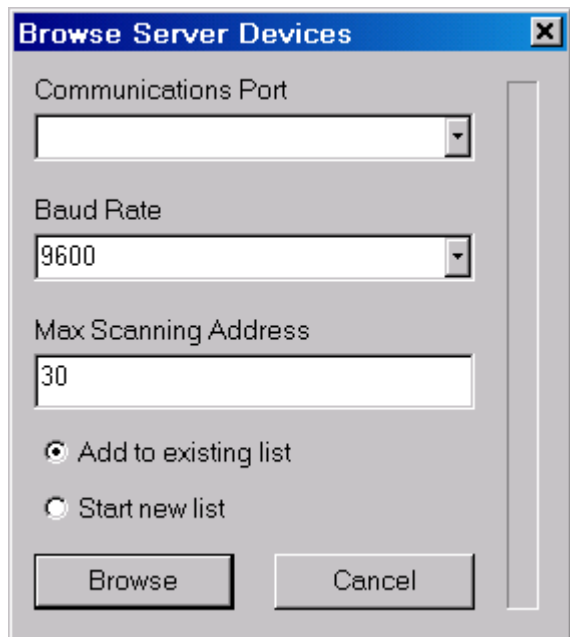 Browse Server Devices
Communications Port
Baud Rate
9600
Max Scanning Address
30
Add to existing list
Start new list
Browse Cancel